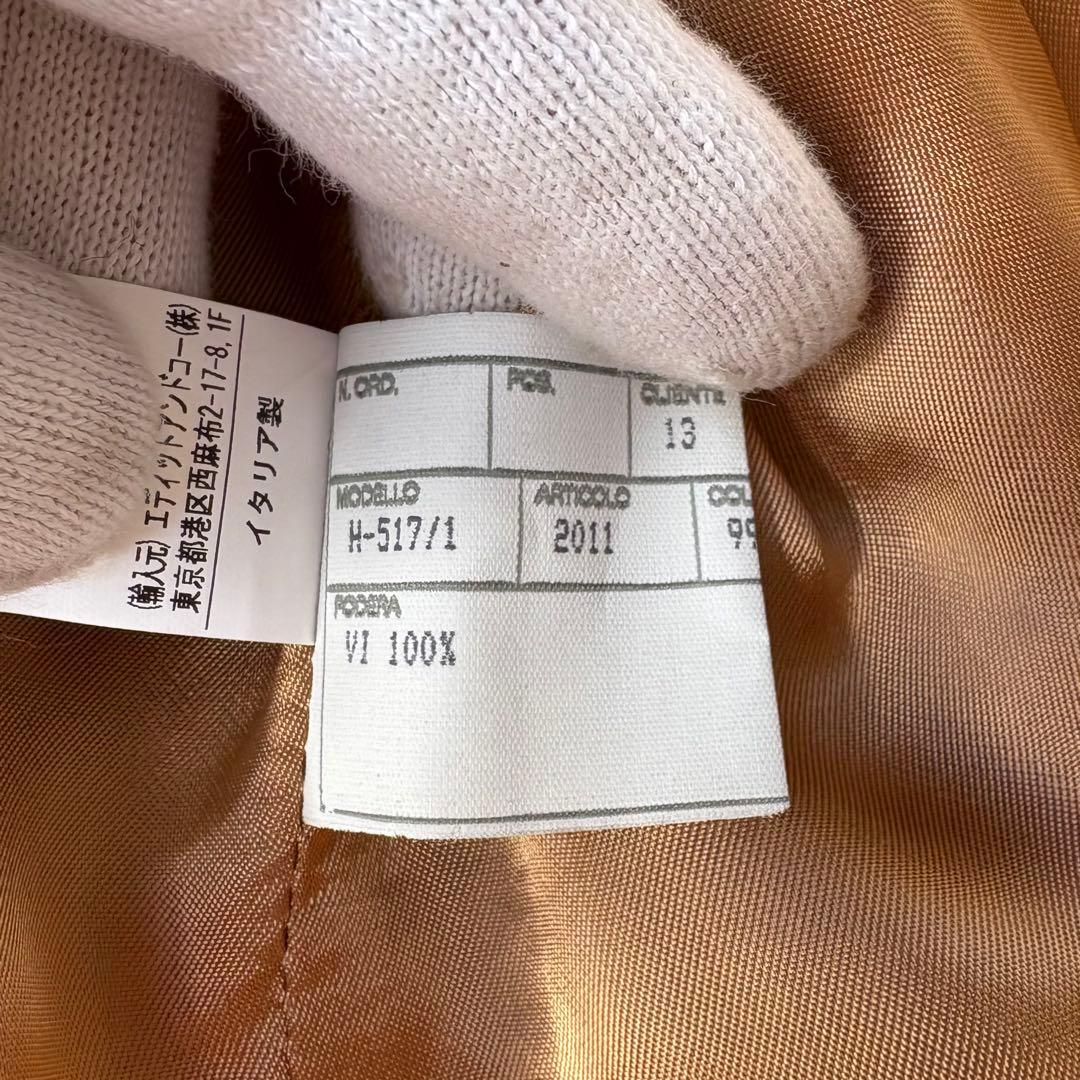 (輸入元) エディットアンドコー(株)
東京都港区西麻布2-17-8, 1F
イタリア製
N. ORD. POS. CLIENTE
13
MODELLO ARTICOLO COL
H-517/1 2011 99
FODERA
VI 100%